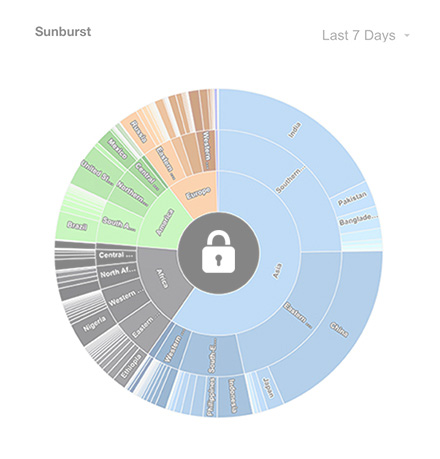 Sunburst
Last 7 Days
India
Southern
Pakistan
Banglade...
Asia
Eastern ...
China
Japan
South-E...
Indonesia
Philippines
Western
Africa
Eastern
Ethiopia
Western ...
Nigeria
North Af...
Central ...
America
South A...
Brazil
Northern...
United St...
Central ...
Mexico
Europe
Eastern ...
Russia
Western ...